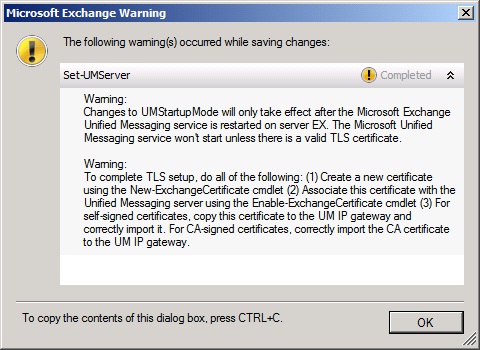 Microsoft Exchange Warning
The following warning(s) occurred while saving changes:
Set-UMServer
Completed
Warning:
Changes to UMStartupMode will only take effect after the Microsoft Exchange
Unified Messaging service is restarted on server EX. The Microsoft Unified
Messaging service won't start unless there is a valid TLS certificate.
Warning:
To complete TLS setup, do all of the following: (1) Create a new certificate
using the New-ExchangeCertificate cmdlet (2) Associate this certificate with the
Unified Messaging server using the Enable-ExchangeCertificate cmdlet (3) For
self-signed certificates, copy this certificate to the UM IP gateway and
correctly import it. For CA-signed certificates, correctly import the CA certificate
to the UM IP gateway.
To copy the contents of this dialog box, press CTRL+C.
OK